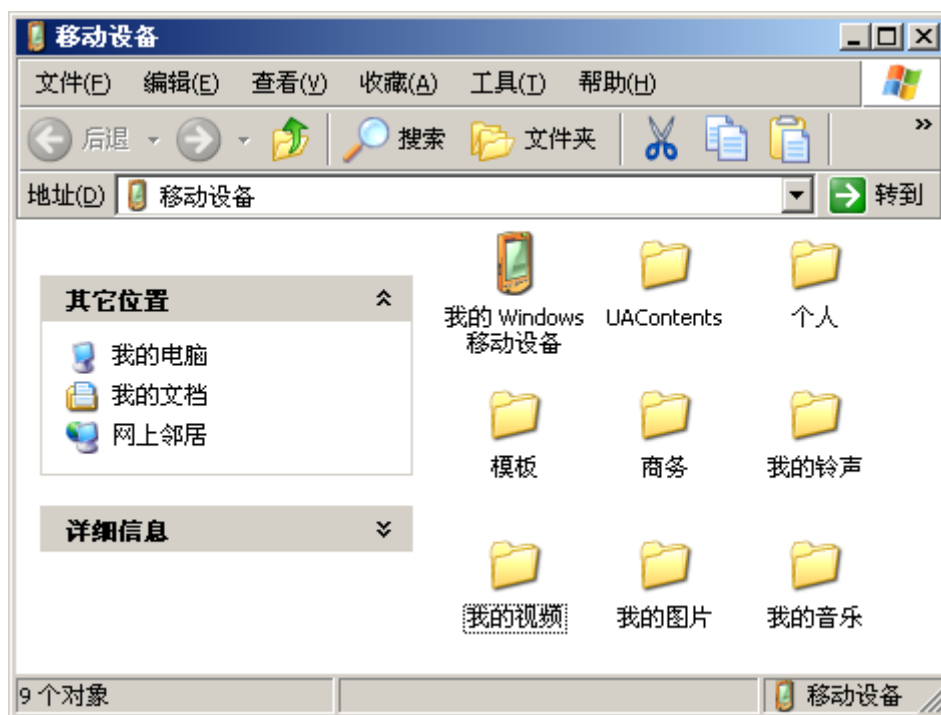 移动设备
文件(F) 编辑(E) 查看(V) 收藏(A) 工具(T) 帮助(H)
后退 搜索 文件夹 »
地址(D) 移动设备 转到
其它位置
我的电脑
我的文档
网上邻居
详细信息
我的 Windows
移动设备
UAContents
个人
模板
商务
我的铃声
我的视频
我的图片
我的音乐
9 个对象
移动设备